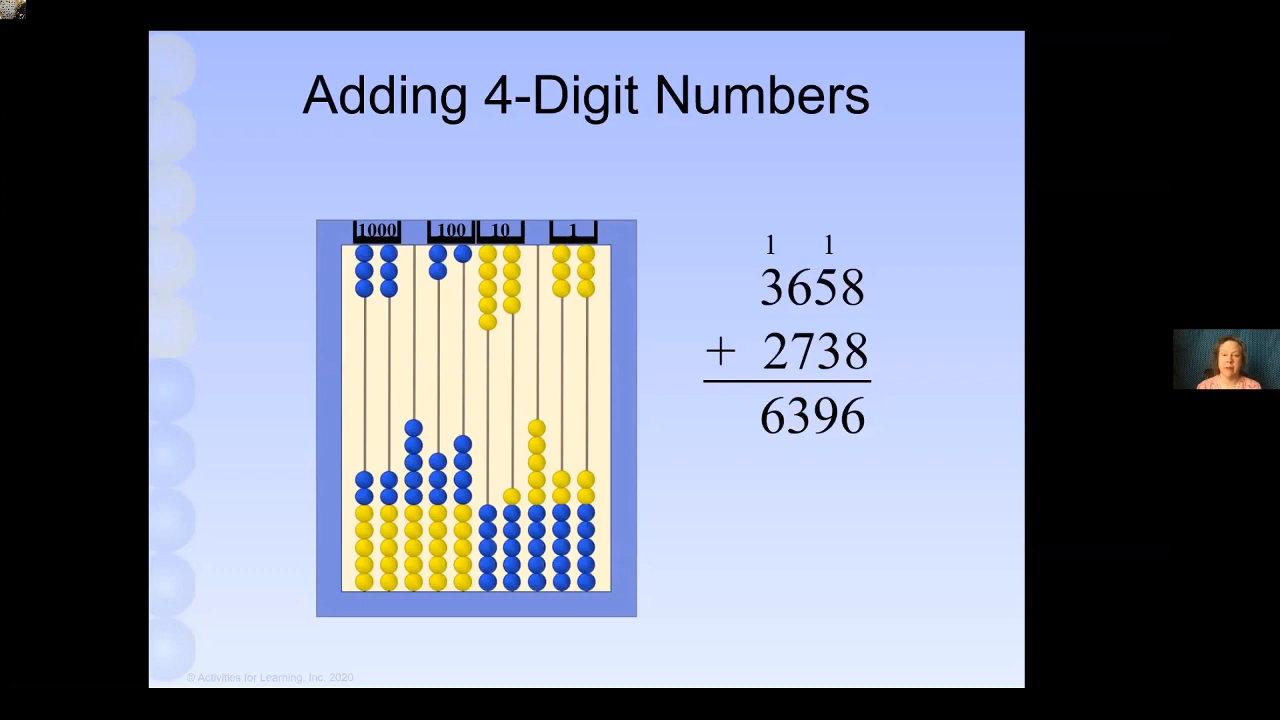 Adding 4-Digit Numbers
1000 100 10 1
1 1
3658
+ 2738
6396
© Activities for Learning, Inc. 2020